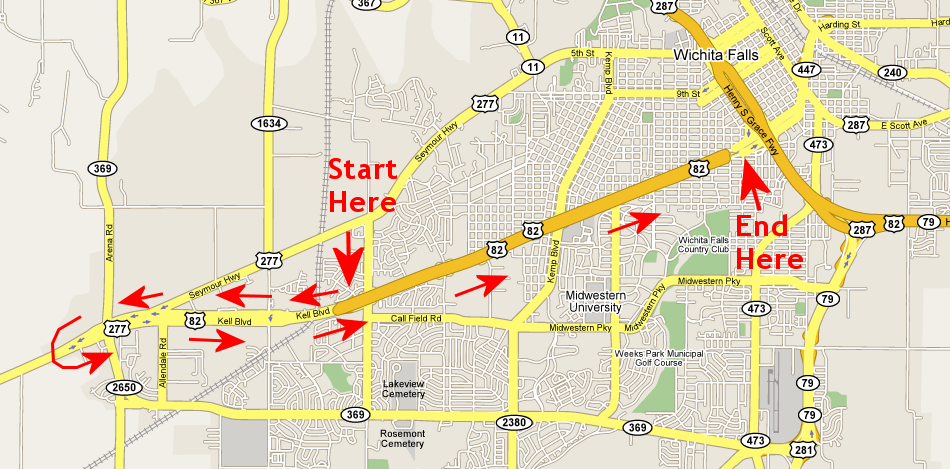 287
367
367
11
5th St
11
Kemp Blvd
Wichita Falls
Scott Ave
Harding St
447
240
9th St
277
1634
Seymour Hwy
Henry S Grace Fwy
287
E Scott Ave
473
369
82
Start
Here
Arena Rd
277
Seymour Hwy
82
82
Kemp Blvd
Wichita Falls
Country Club
End
Here
82
79
287
Midwestern
University
Midwestern Pky
Midwestern Pky
79
473
277
82
Kell Blvd
Kell Blvd
Call Field Rd
Midwestern Pky
Allendale Rd
Weeks Park Municipal
Golf Course
2650
Lakeview
Cemetery
79
369
2380
369
79
Rosemont
Cemetery
473
281